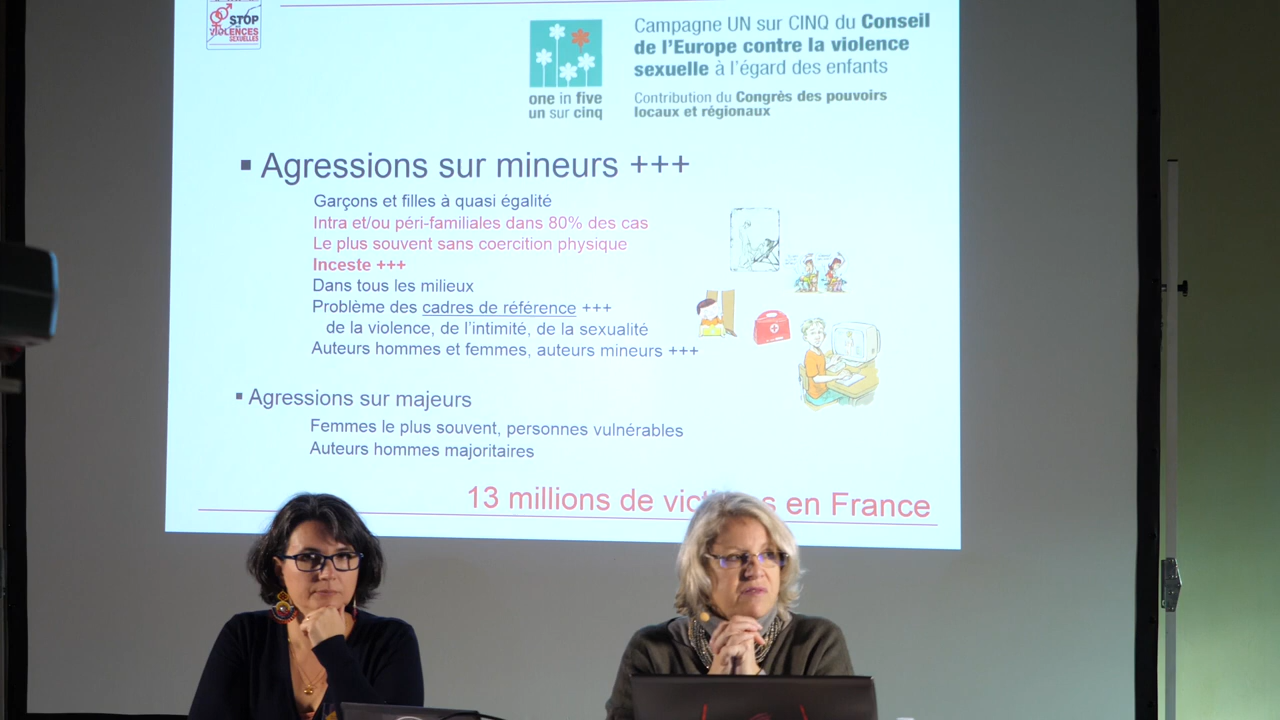 STOP
VIOLENCES
SEXUELLES
Campagne UN sur CINQ du Conseil
de l'Europe contre la violence
sexuelle à l'égard des enfants
one in five
un sur cinq
Contribution du Congrès des pouvoirs
locaux et régionaux
▪ Agressions sur mineurs +++
Garçons et filles à quasi égalité
Intra et/ou péri-familiales dans 80% des cas
Le plus souvent sans coercition physique
Inceste +++
Dans tous les milieux
Problème des cadres de référence +++
de la violence, de l'intimité, de la sexualité
Auteurs hommes et femmes, auteurs mineurs +++
▪ Agressions sur majeurs
Femmes le plus souvent, personnes vulnérables
Auteurs hommes majoritaires
13 millions de en France